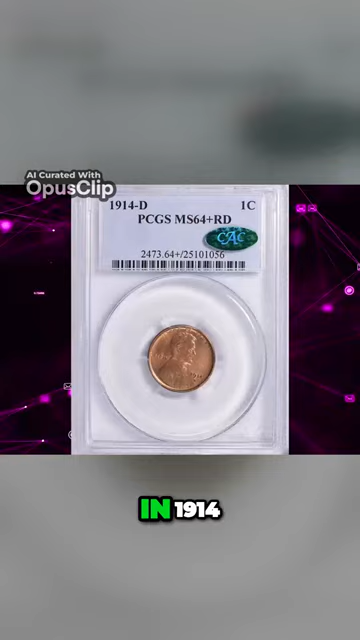 AI Curated With
OpusClip
1914-D 1C
PCGS MS64+RD
CAC
2473.64+/25101056
IN 1914